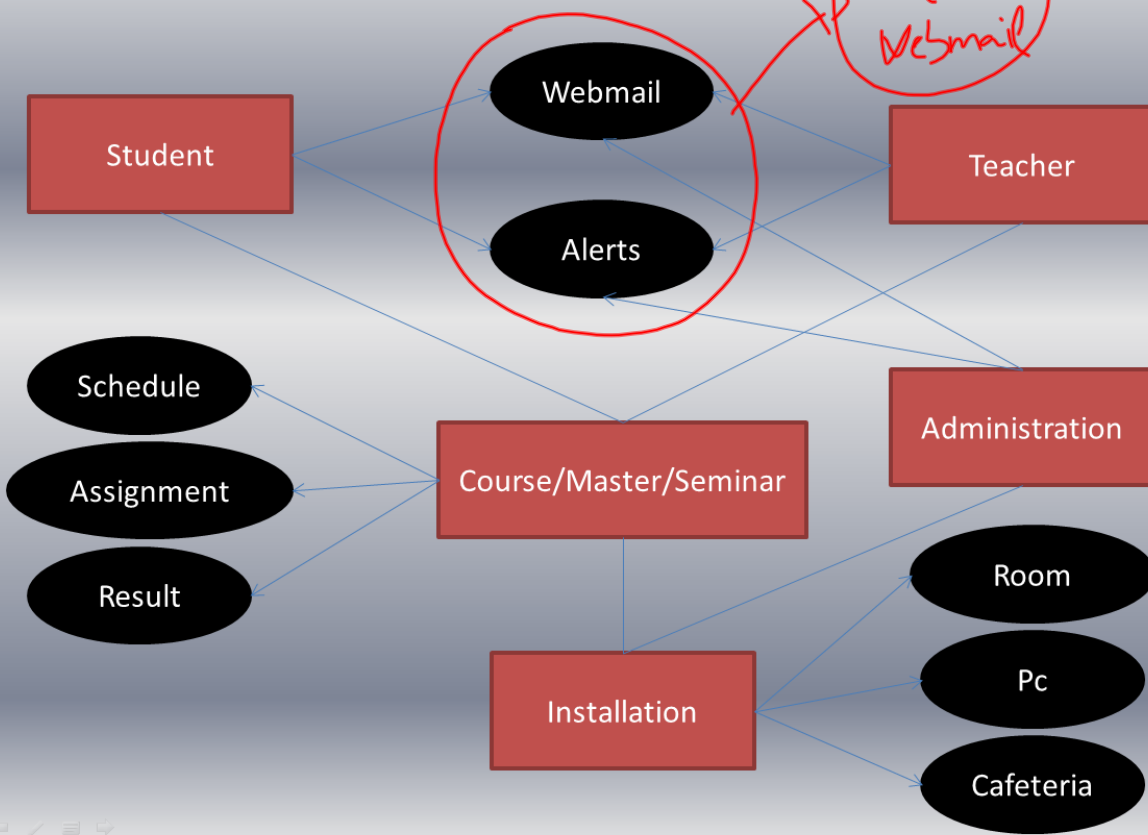 Webmail
Webmail
Student
Teacher
Alerts
Schedule
Administration
Course/Master/Seminar
Assignment
Room
Result
Pc
Installation
Cafeteria